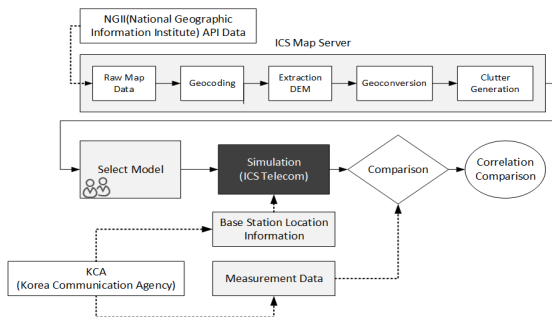 NGII(National Geographic
Information Institute) API Data
ICS Map Server
Raw Map
Data
Geocoding
Extraction
DEM
Geoconversion
Clutter
Generation
Select Model
Simulation
(ICS Telecom)
Comparison
Correlation
Comparison
Base Station Location
Information
KCA
(Korea Communication Agency)
Measurement Data